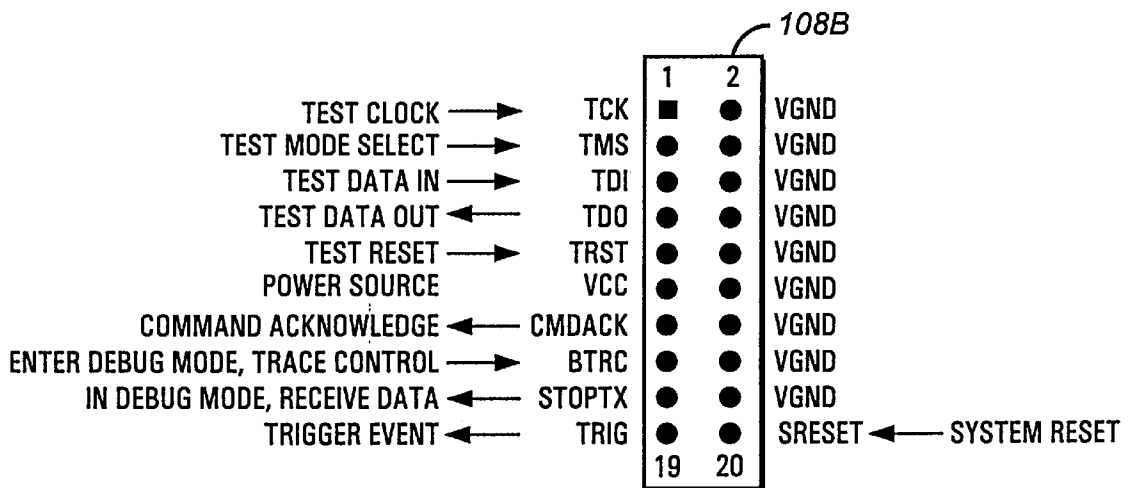 108B
1 2
TEST CLOCK TCK VGND
TEST MODE SELECT TMS VGND
TEST DATA IN TDI VGND
TEST DATA OUT TDO VGND
TEST RESET TRST VGND
POWER SOURCE VCC VGND
COMMAND ACKNOWLEDGE CMDACK VGND
ENTER DEBUG MODE, TRACE CONTROL BTRC VGND
IN DEBUG MODE, RECEIVE DATA STOPTX VGND
TRIGGER EVENT TRIG SRESET SYSTEM RESET
19 20